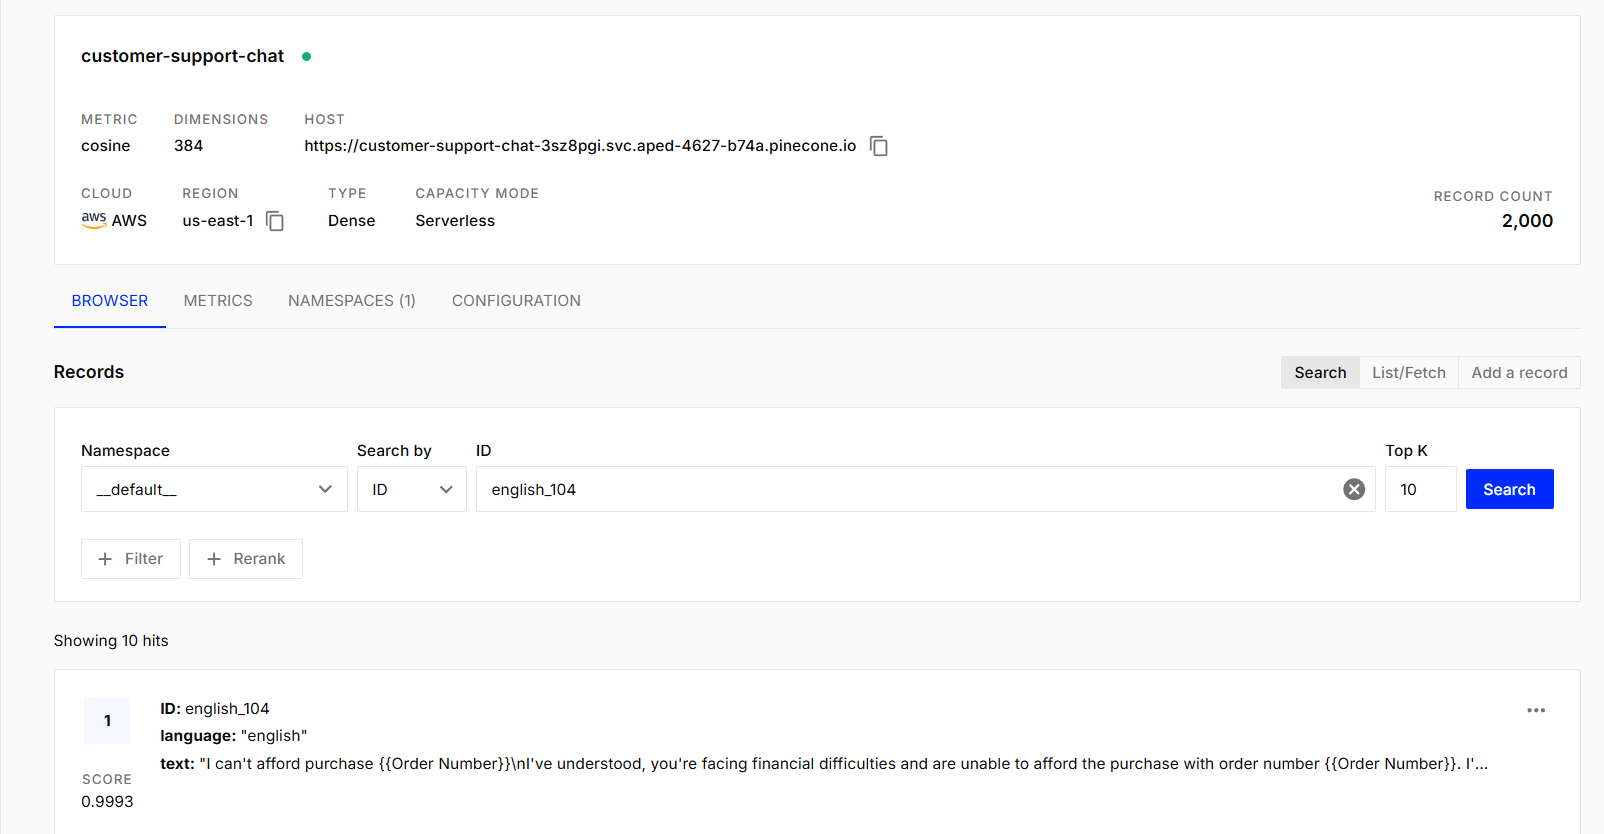 customer-support-chat
METRIC DIMENSIONS HOST
cosine 384 https://customer-support-chat-3sz8pgi.svc.aped-4627-b74a.pinecone.io
CLOUD REGION TYPE CAPACITY MODE RECORD COUNT
aws AWS us-east-1 Dense Serverless 2,000
BROWSER METRICS NAMESPACES (1) CONFIGURATION
Records Search List/Fetch Add a record
Namespace Search by ID Top K
__default__ ID english_104 10 Search
+ Filter + Rerank
Showing 10 hits
1 ID: english_104
language: "english"
text: "I can't afford purchase {{Order Number}}\nI've understood, you're facing financial difficulties and are unable to afford the purchase with order number {{Order Number}}. I'...
SCORE
0.9993